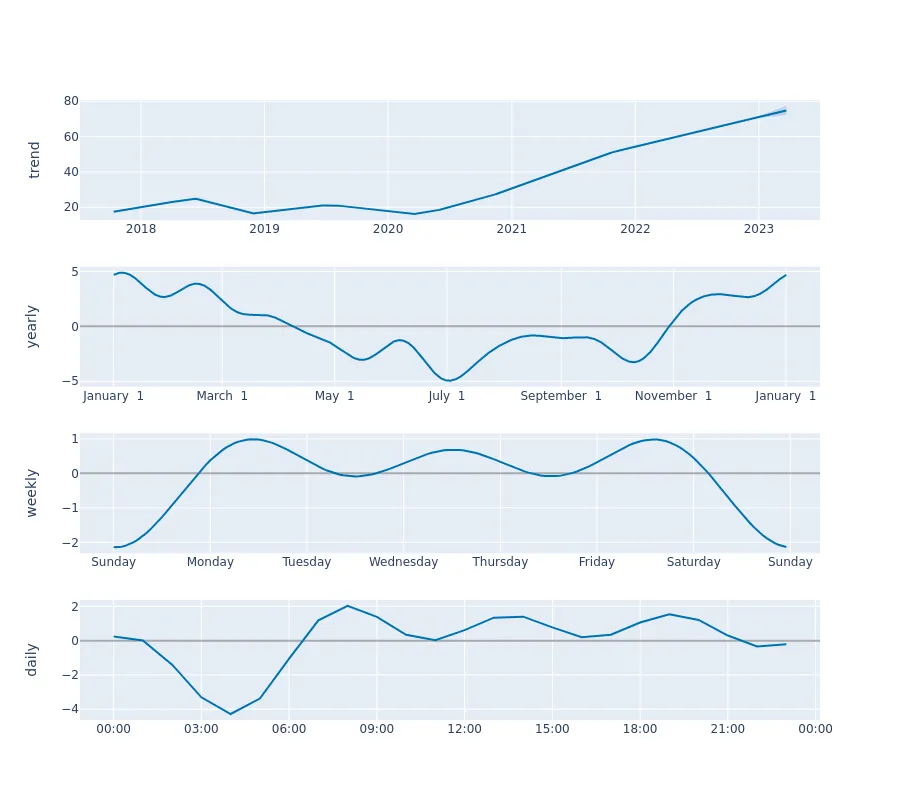 trend
80
60
40
20
2018 2019 2020 2021 2022 2023
yearly
5
0
−5
January 1 March 1 May 1 July 1 September 1 November 1 January 1
weekly
1
0
−1
−2
Sunday Monday Tuesday Wednesday Thursday Friday Saturday Sunday
daily
2
0
−2
−4
00:00 03:00 06:00 09:00 12:00 15:00 18:00 21:00 00:00